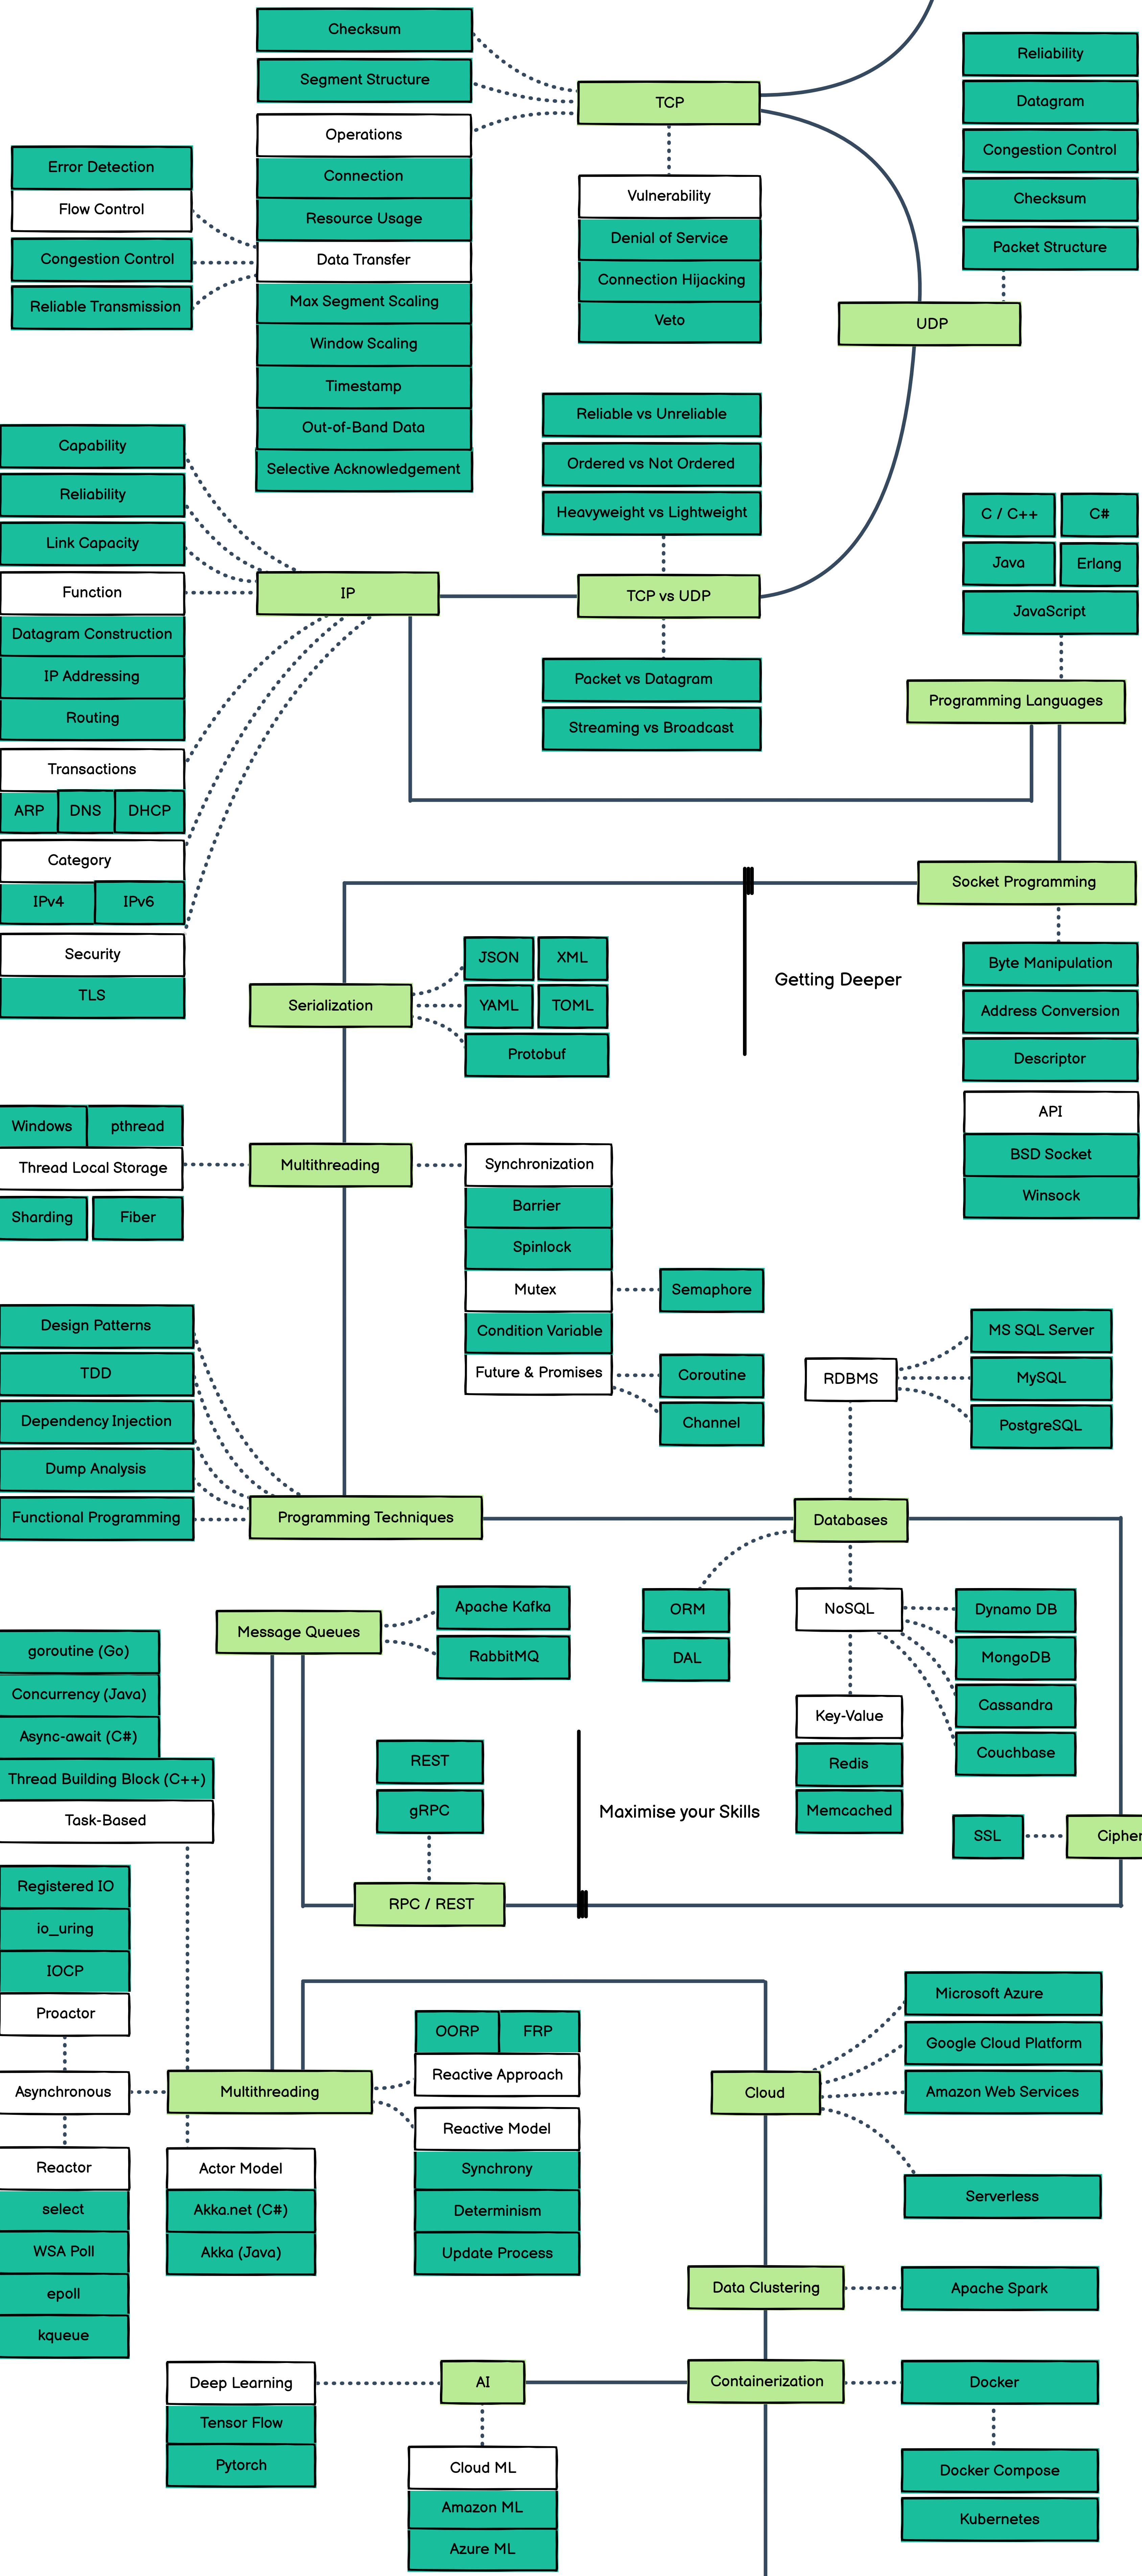 Checksum
Segment Structure
Operations
Connection
Resource Usage
Data Transfer
Max Segment Scaling
Window Scaling
Timestamp
Out-of-Band Data
Selective Acknowledgement
Error Detection
Flow Control
Congestion Control
Reliable Transmission
TCP
Vulnerability
Denial of Service
Connection Hijacking
Veto
Reliability
Datagram
Congestion Control
Checksum
Packet Structure
UDP
Reliable vs Unreliable
Ordered vs Not Ordered
Heavyweight vs Lightweight
TCP vs UDP
Packet vs Datagram
Streaming vs Broadcast
Capability
Reliability
Link Capacity
Function
Datagram Construction
IP Addressing
Routing
Transactions
ARP
DNS
DHCP
Category
IPv4
IPv6
Security
TLS
IP
C / C++
C#
Java
Erlang
JavaScript
Programming Languages
Socket Programming
Byte Manipulation
Address Conversion
Descriptor
API
BSD Socket
Winsock
Getting Deeper
Serialization
JSON
XML
YAML
TOML
Protobuf
Windows
pthread
Thread Local Storage
Sharding
Fiber
Multithreading
Synchronization
Barrier
Spinlock
Mutex
Semaphore
Condition Variable
Future & Promises
Coroutine
Channel
Design Patterns
TDD
Dependency Injection
Dump Analysis
Functional Programming
Programming Techniques
RDBMS
MS SQL Server
MySQL
PostgreSQL
Databases
ORM
DAL
NoSQL
Dynamo DB
MongoDB
Cassandra
Couchbase
Key-Value
Redis
Memcached
SSL
Cipher
Message Queues
Apache Kafka
RabbitMQ
REST
gRPC
RPC / REST
Maximise your Skills
goroutine (Go)
Concurrency (Java)
Async-await (C#)
Thread Building Block (C++)
Task-Based
Registered IO
io_uring
IOCP
Proactor
Asynchronous
Reactor
select
WSA Poll
epoll
kqueue
Multithreading
Actor Model
Akka.net (C#)
Akka (Java)
OORP
FRP
Reactive Approach
Reactive Model
Synchrony
Determinism
Update Process
Cloud
Microsoft Azure
Google Cloud Platform
Amazon Web Services
Serverless
Data Clustering
Apache Spark
Containerization
Docker
Docker Compose
Kubernetes
AI
Deep Learning
Tensor Flow
Pytorch
Cloud ML
Amazon ML
Azure ML